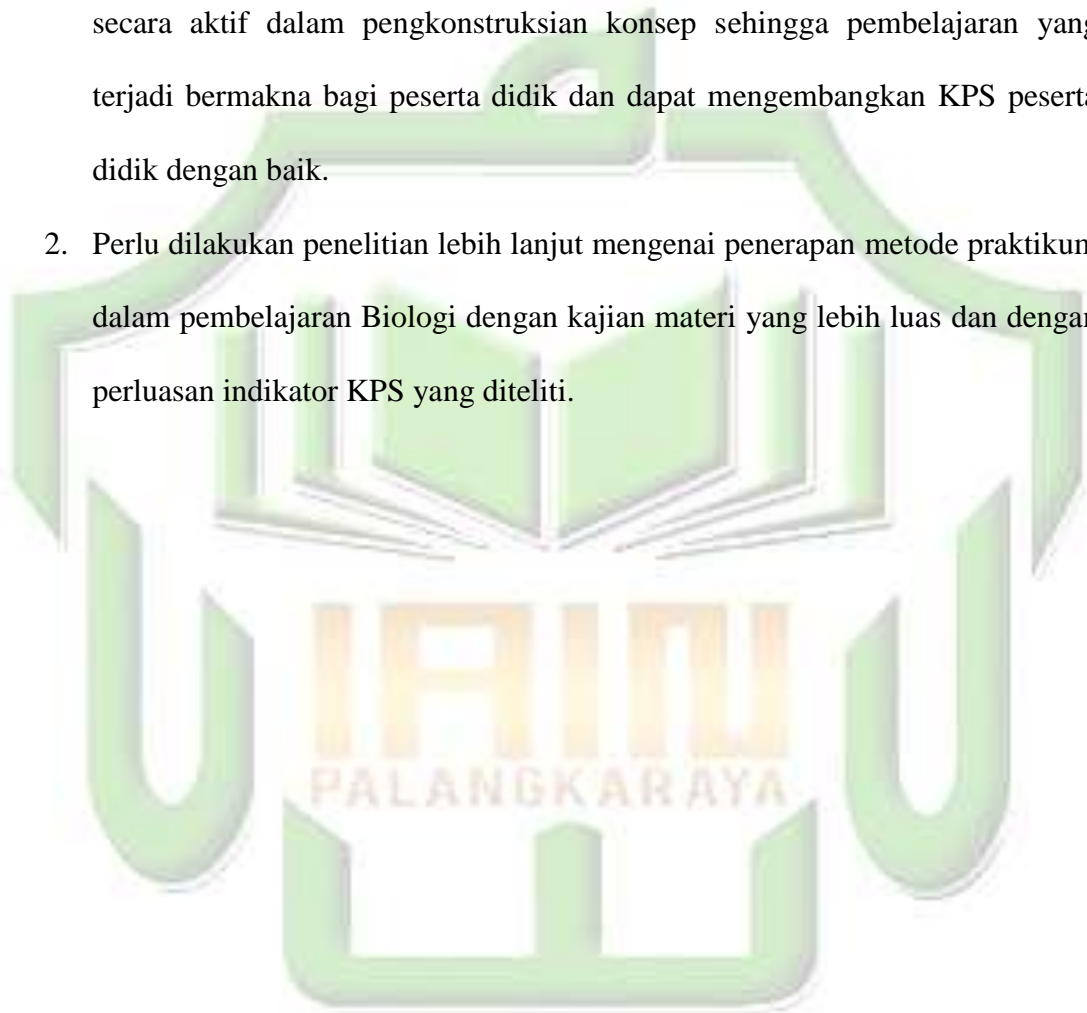 secara aktif dalam pengkonstruksian konsep sehingga pembelajaran yang
terjadi bermakna bagi peserta didik dan dapat mengembangkan KPS peserta
didik dengan baik.
2. Perlu dilakukan penelitian lebih lanjut mengenai penerapan metode praktikum
dalam pembelajaran Biologi dengan kajian materi yang lebih luas dan dengan
perluasan indikator KPS yang diteliti.
IAIN
PALANGKARAYA